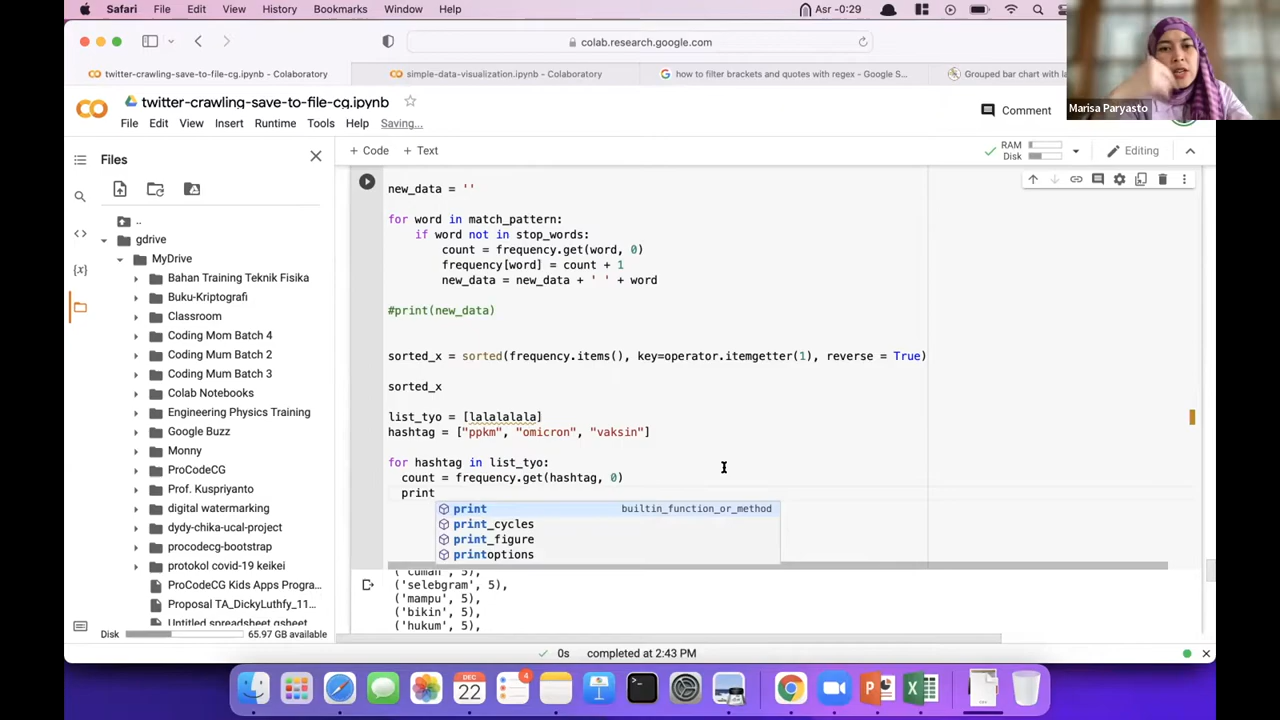 Safari File Edit View History Bookmarks Window Help Asr -0:29
colab.research.google.com
twitter-crawling-save-to-file-cg.ipynb - Colaboratory simple-data-visualization.ipynb - Colaboratory how to filter brackets and quotes with regex - Google S... Grouped bar chart with la
twitter-crawling-save-to-file-cg.ipynb
Comment
Marisa Paryasto
File Edit View Insert Runtime Tools Help Saving...
Files
+ Code + Text
RAM
Disk
Editing
..
gdrive
MyDrive
Bahan Training Teknik Fisika
Buku-Kriptografi
Classroom
Coding Mom Batch 4
Coding Mum Batch 2
Coding Mum Batch 3
Colab Notebooks
Engineering Physics Training
Google Buzz
Monny
ProCodeCG
Prof. Kuspriyanto
digital watermarking
dydy-chika-ucal-project
procodecg-bootstrap
protokol covid-19 keikei
ProCodeCG Kids Apps Progra...
Proposal TA_DickyLuthfy_11...
Untitled spreadsheet.gsheet
Disk 65.97 GB available
new_data = ''
for word in match_pattern:
if word not in stop_words:
count = frequency.get(word, 0)
frequency[word] = count + 1
new_data = new_data + ' ' + word
#print(new_data)
sorted_x = sorted(frequency.items(), key=operator.itemgetter(1), reverse = True)
sorted_x
list_tyo = [lalalalala]
hashtag = ["ppkm", "omicron", "vaksin"]
for hashtag in list_tyo:
count = frequency.get(hashtag, 0)
print
print builtin_function_or_method
print_cycles
print_figure
printoptions
('cuman', 5),
('selebgram', 5),
('mampu', 5),
('bikin', 5),
('hukum', 5),
0s completed at 2:43 PM
DEC
22
4